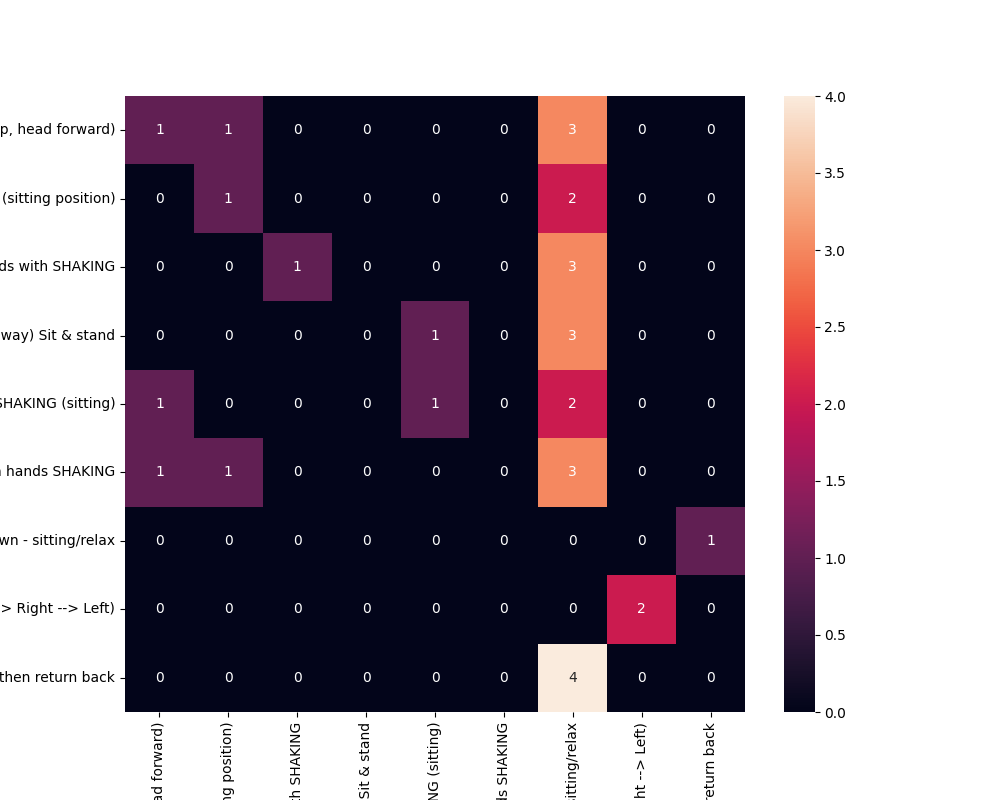 p, head forward) 1 1 0 0 0 0 3 0 0
(sitting position) 0 1 0 0 0 0 2 0 0
ds with SHAKING 0 0 1 0 0 0 3 0 0
way) Sit & stand 0 0 0 0 1 0 3 0 0
SHAKING (sitting) 1 0 0 0 1 0 2 0 0
hands SHAKING 1 1 0 0 0 0 3 0 0
wn - sitting/relax 0 0 0 0 0 0 0 0 1
> Right --> Left) 0 0 0 0 0 0 0 2 0
then return back 0 0 0 0 0 0 4 0 0
ad forward)
ng position)
th SHAKING
Sit & stand
NG (sitting)
ds SHAKING
sitting/relax
ht --> Left)
return back
4.0
3.5
3.0
2.5
2.0
1.5
1.0
0.5
0.0